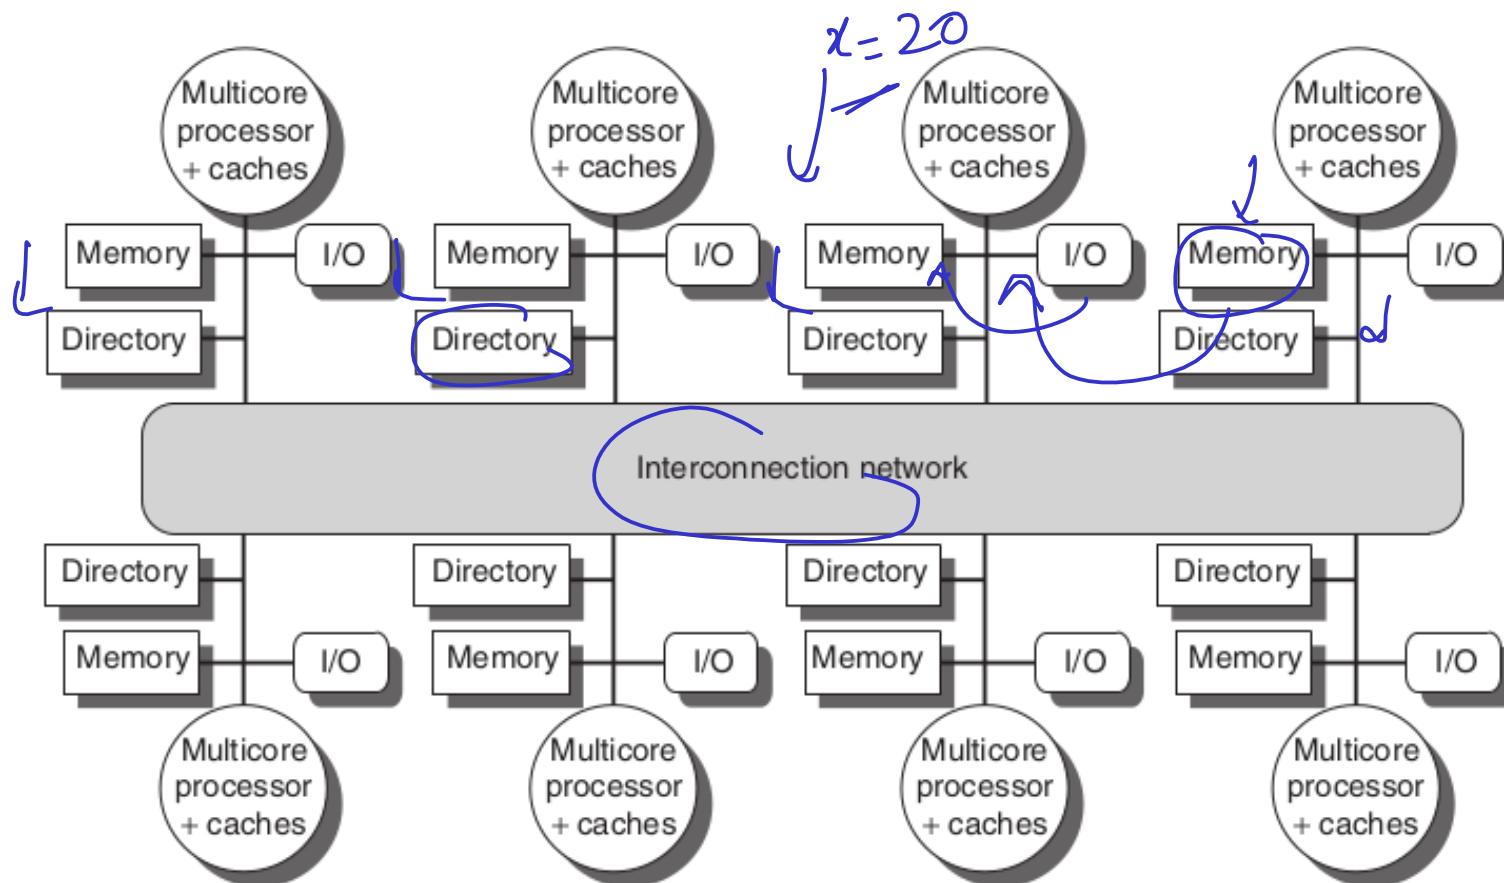 x = 20
Multicore processor + caches
Multicore processor + caches
Multicore processor + caches
Multicore processor + caches
Memory I/O Memory I/O Memory I/O Memory I/O
Directory Directory Directory Directory
Interconnection network
Directory Directory Directory Directory
Memory I/O Memory I/O Memory I/O Memory I/O
Multicore processor + caches
Multicore processor + caches
Multicore processor + caches
Multicore processor + caches